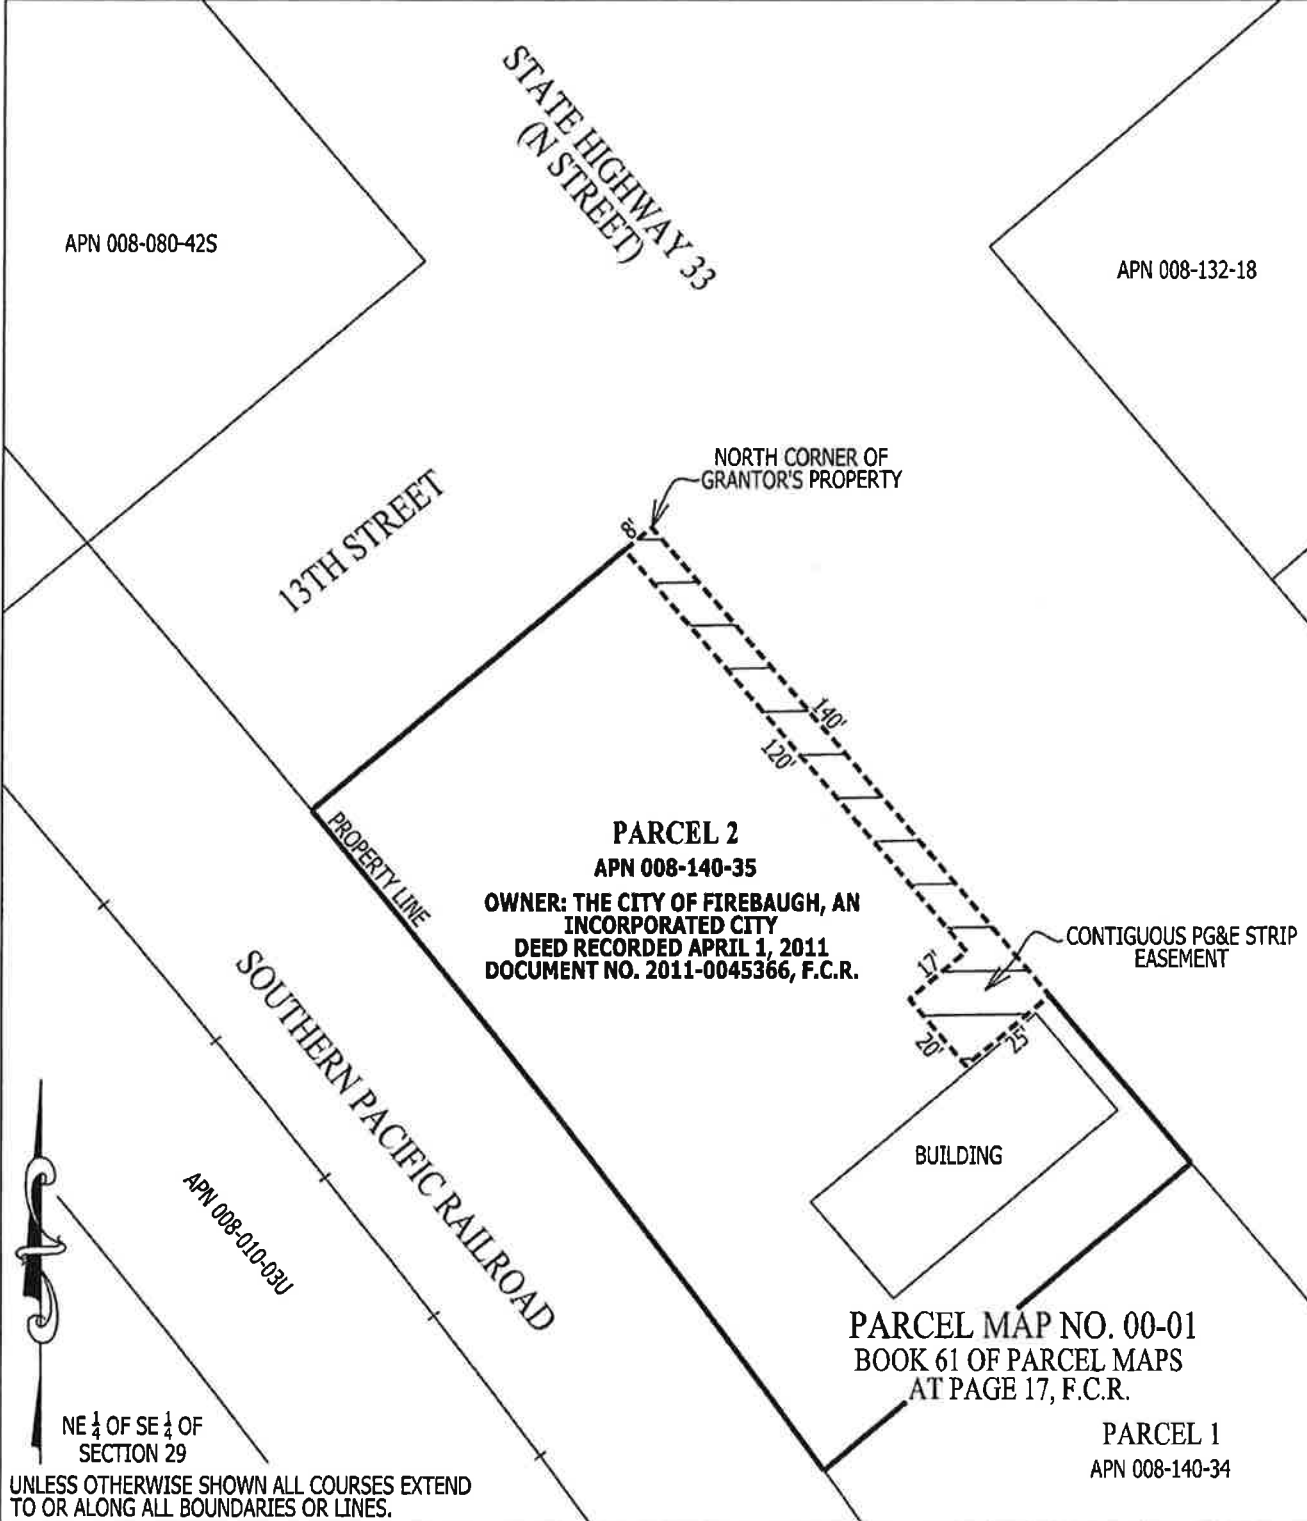 STATE HIGHWAY 33
(N STREET)
APN 008-080-42S
APN 008-132-18
NORTH CORNER OF
GRANTOR'S PROPERTY
8'
13TH STREET
140'
120'
PROPERTY LINE
PARCEL 2
APN 008-140-35
OWNER: THE CITY OF FIREBAUGH, AN
INCORPORATED CITY
DEED RECORDED APRIL 1, 2011
DOCUMENT NO. 2011-0045366, F.C.R.
CONTIGUOUS PG&E STRIP
EASEMENT
17'
20'
25'
SOUTHERN PACIFIC RAILROAD
BUILDING
APN 008-010-03U
PARCEL MAP NO. 00-01
BOOK 61 OF PARCEL MAPS
AT PAGE 17, F.C.R.
PARCEL 1
APN 008-140-34
NE 1/4 OF SE 1/4 OF
SECTION 29
UNLESS OTHERWISE SHOWN ALL COURSES EXTEND
TO OR ALONG ALL BOUNDARIES OR LINES.